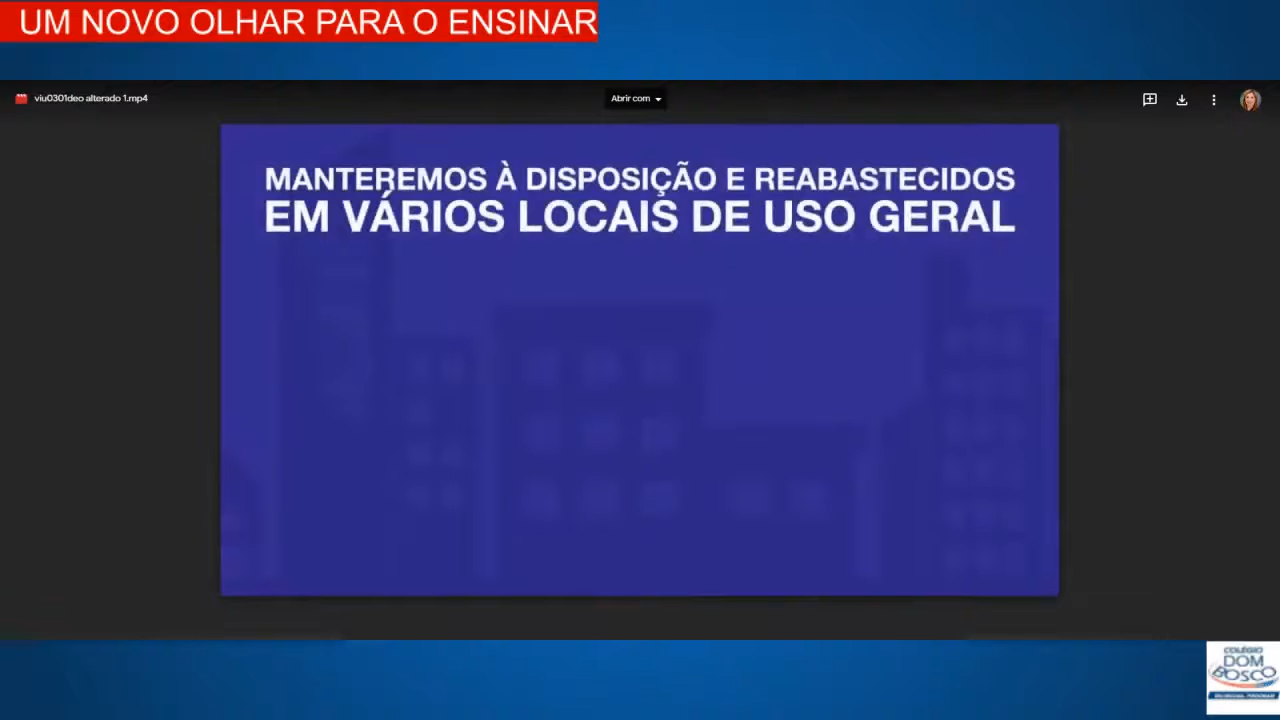 UM NOVO OLHAR PARA O ENSINAR
viu0301deo alterado 1.mp4
Abrir com
MANTEREMOS À DISPOSIÇÃO E REABASTECIDOS
EM VÁRIOS LOCAIS DE USO GERAL
COLÉGIO
DOM
BOSCO